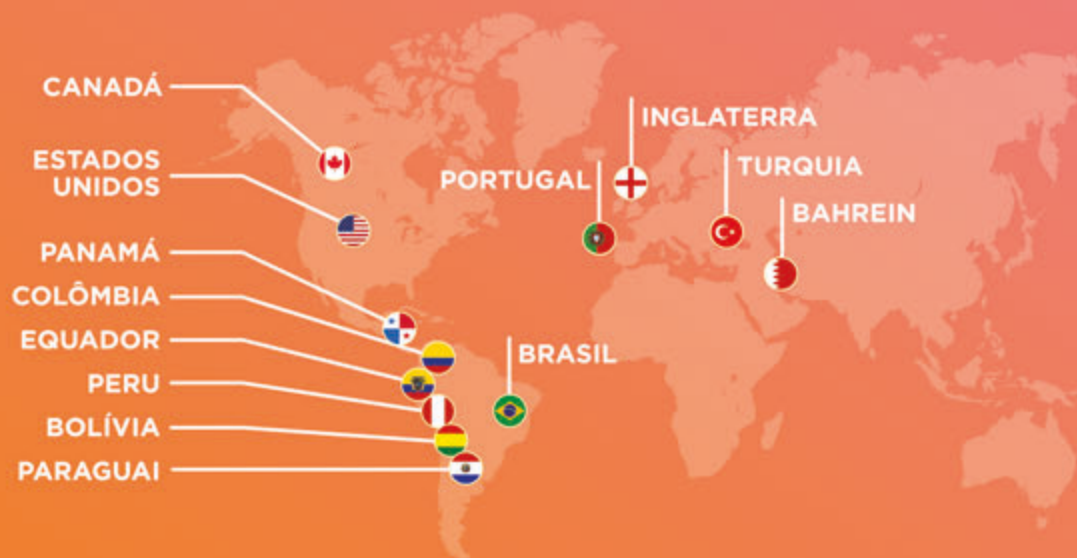 CANADÁ
ESTADOS
UNIDOS
PANAMÁ
COLÔMBIA
EQUADOR
PERU
BOLÍVIA
PARAGUAI
BRASIL
PORTUGAL
INGLATERRA
TURQUIA
BAHREIN